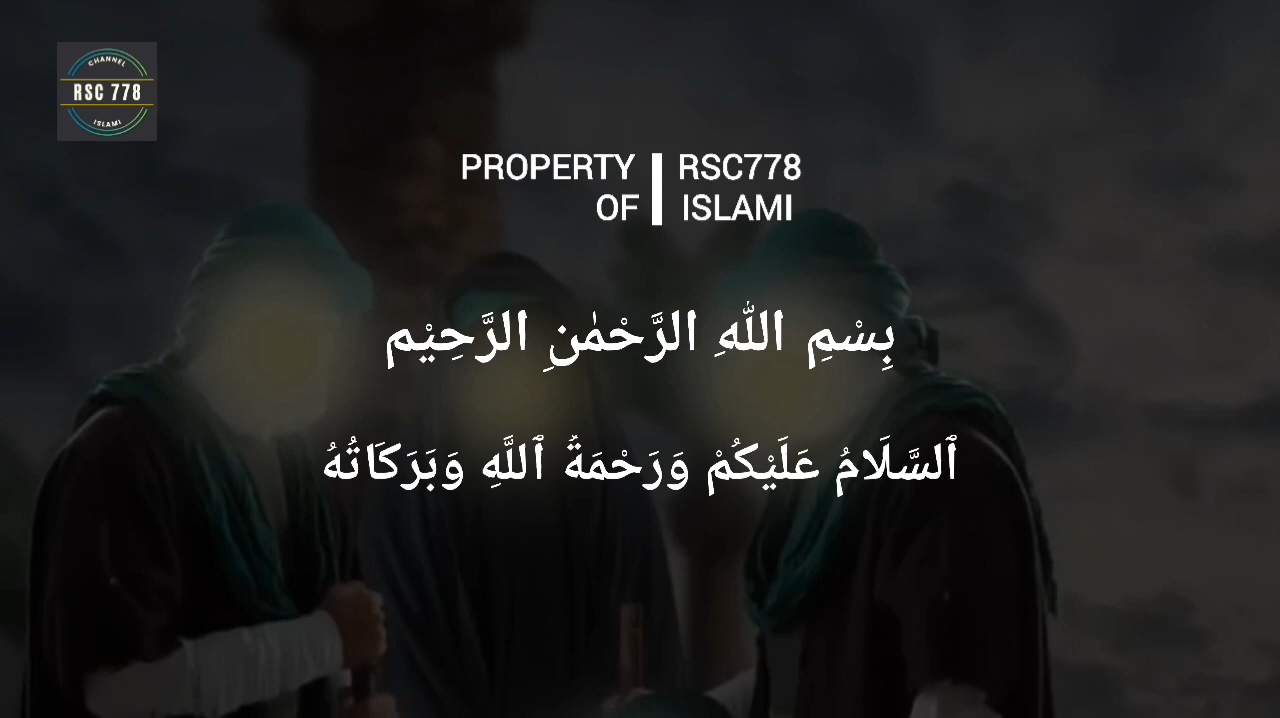 CHANNEL
RSC 778
ISLAMI
PROPERTY OF
RSC778 ISLAMI
بِسْمِ اللّٰهِ الرَّحْمٰنِ الرَّحِيْم
ٱلسَّلَامُ عَلَيْكُمْ وَرَحْمَةُ ٱللَّهِ وَبَرَكَاتُهُ